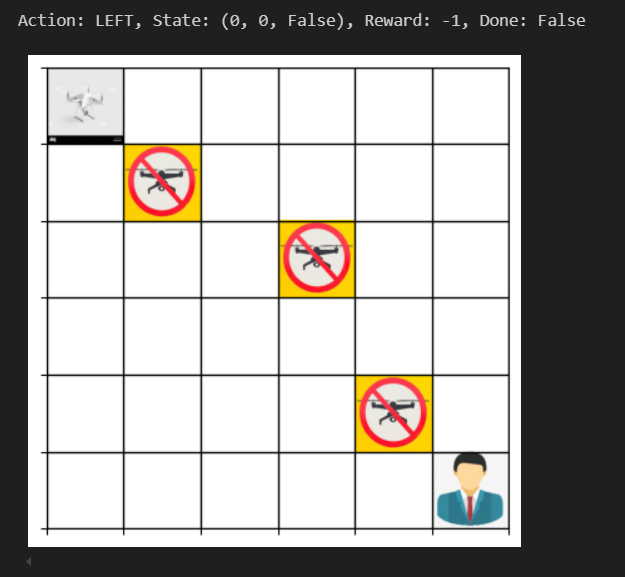 Action: LEFT, State: (0, 0, False), Reward: -1, Done: False